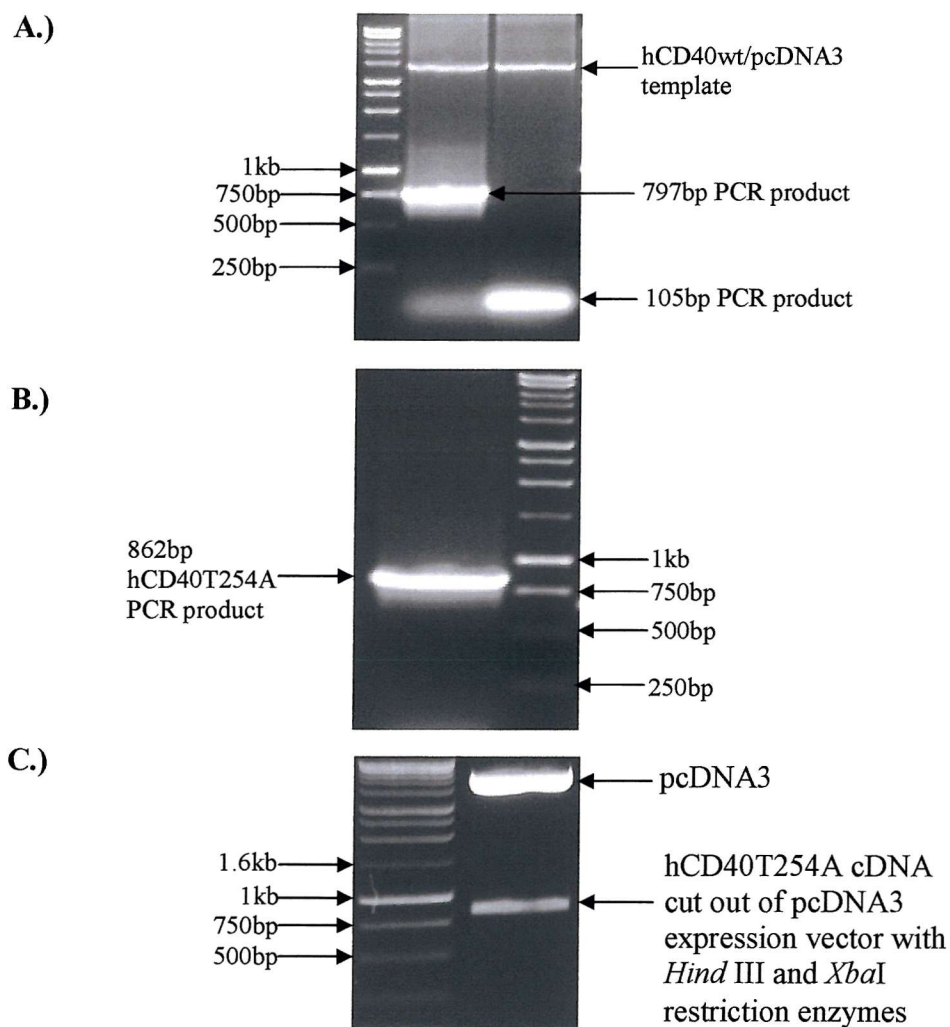 A.)
hCD40wt/pcDNA3
template
1kb
750bp
500bp
250bp
797bp PCR product
105bp PCR product
B.)
862bp
hCD40T254A
PCR product
1kb
750bp
500bp
250bp
C.)
pcDNA3
1.6kb
1kb
750bp
500bp
hCD40T254A cDNA
cut out of pcDNA3
expression vector with
Hind III and XbaI
restriction enzymes